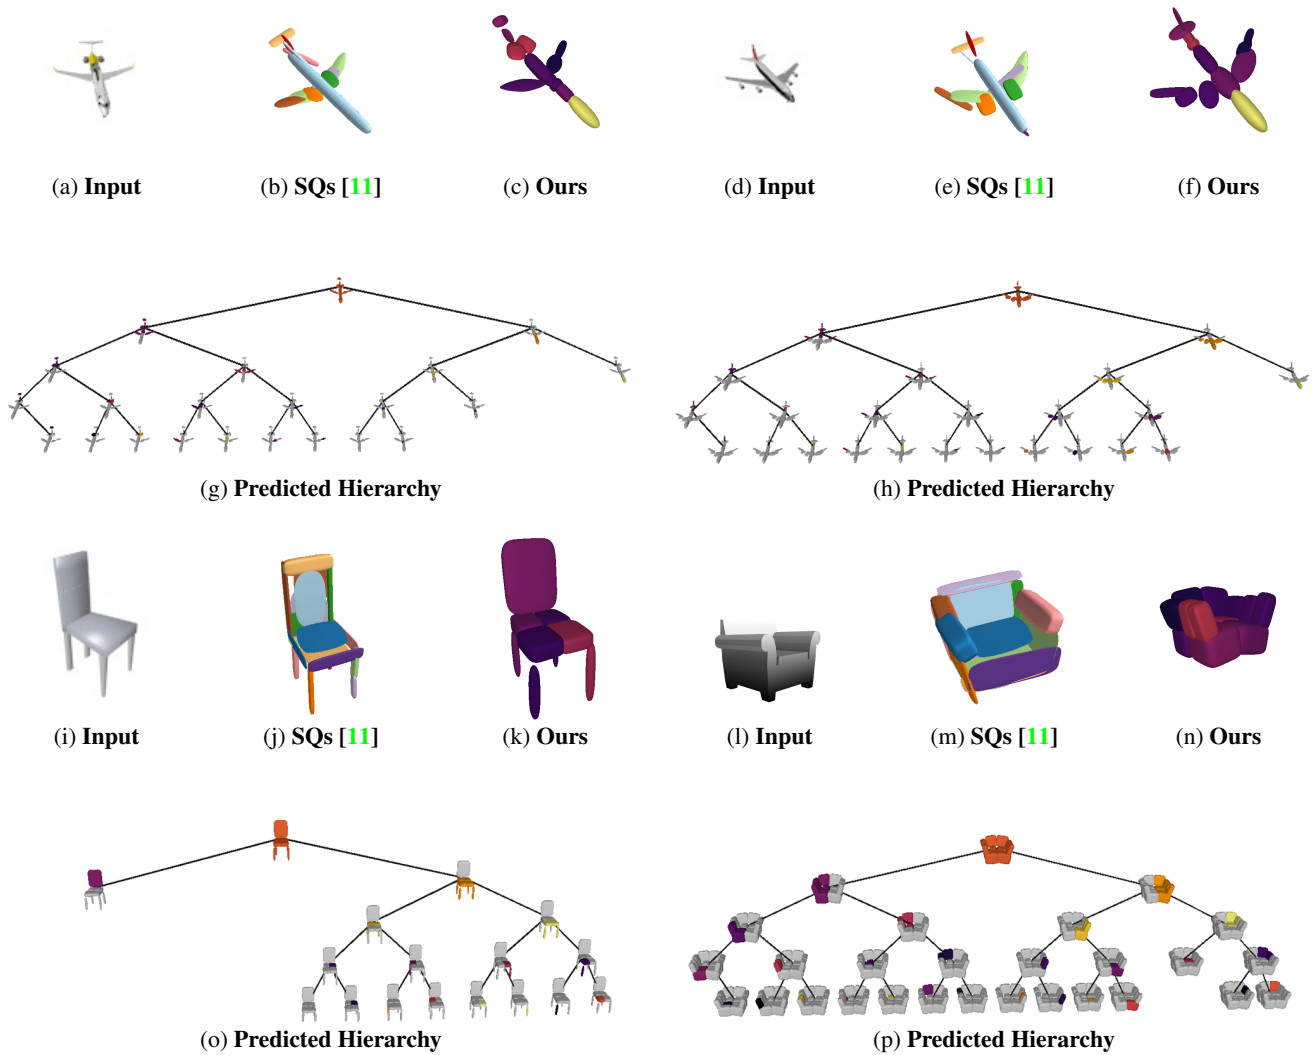 (a) Input
(b) SQs [11]
(c) Ours
(d) Input
(e) SQs [11]
(f) Ours
(g) Predicted Hierarchy
(h) Predicted Hierarchy
(i) Input
(j) SQs [11]
(k) Ours
(l) Input
(m) SQs [11]
(n) Ours
(o) Predicted Hierarchy
(p) Predicted Hierarchy